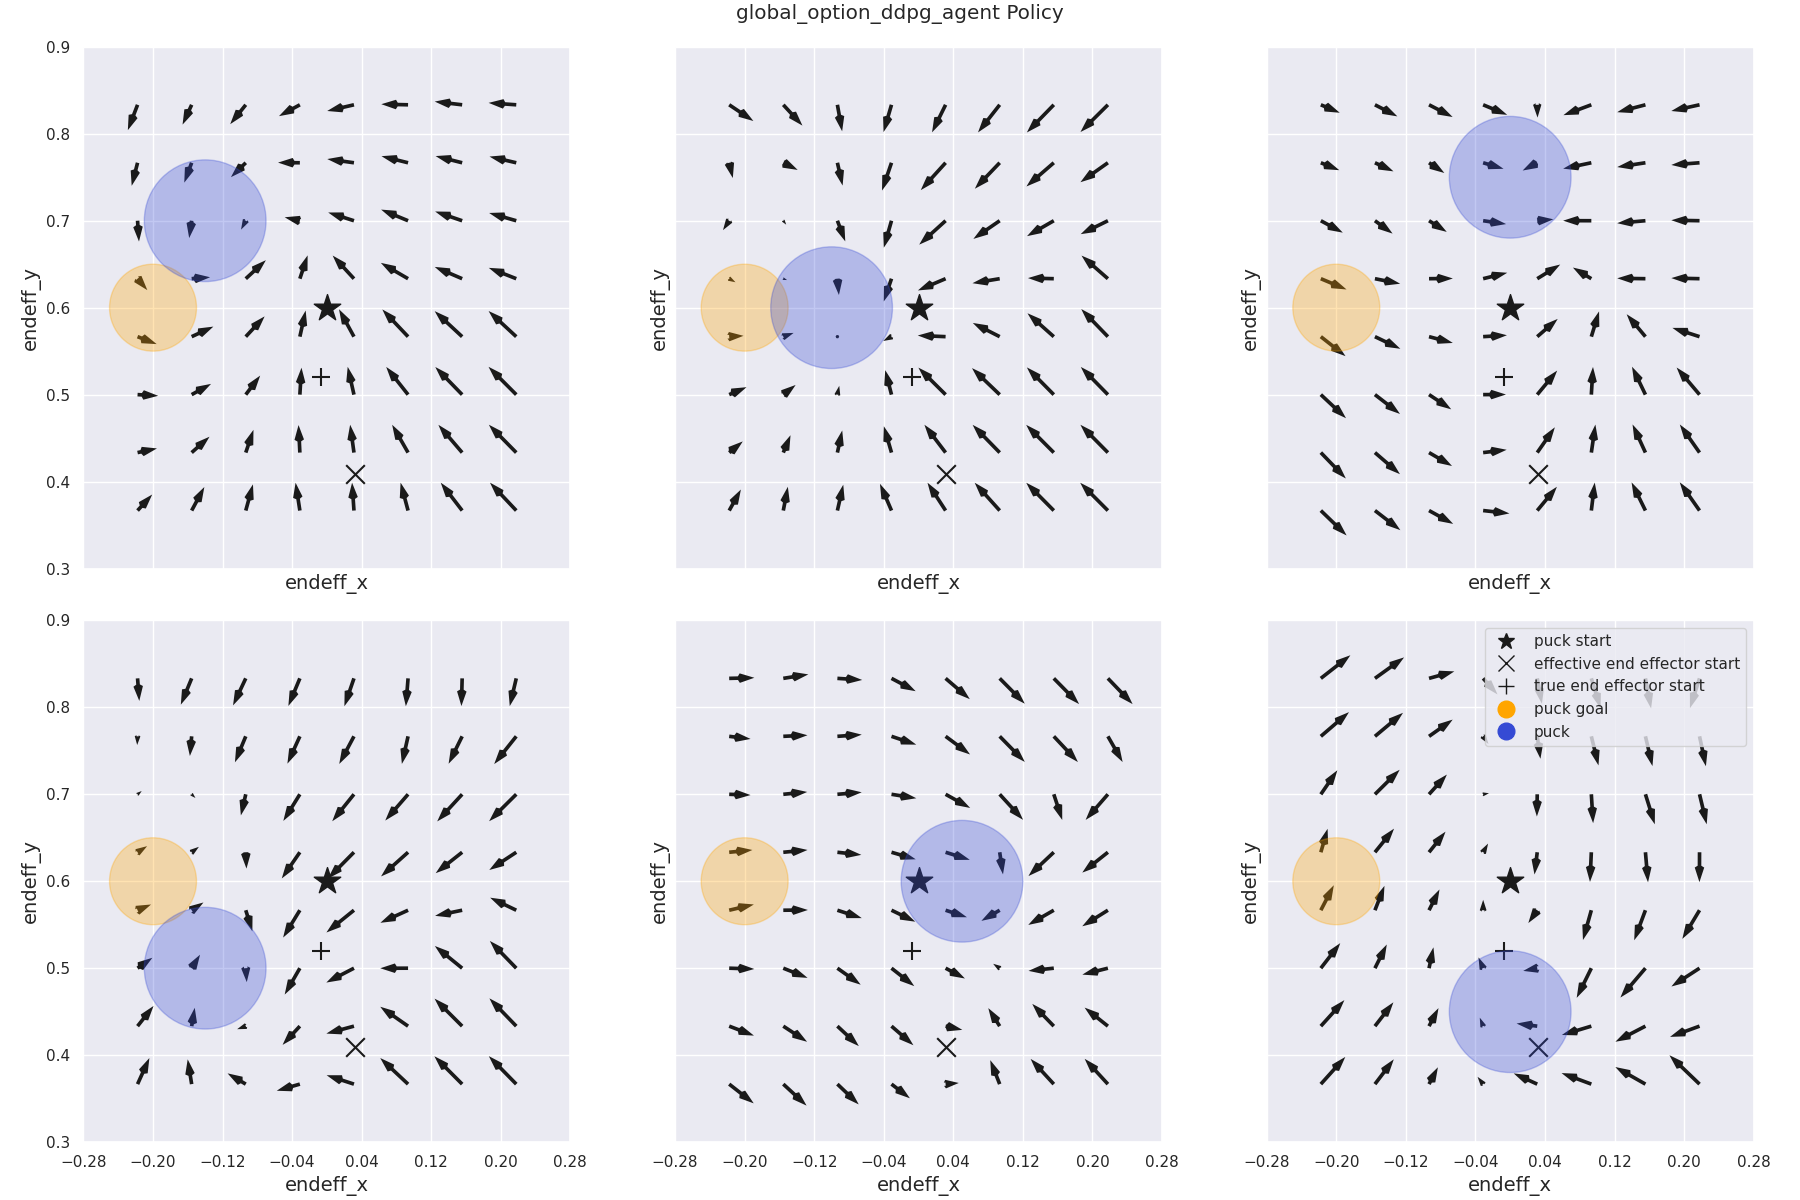 global_option_ddpg_agent Policy
0.9
0.8
0.7
0.6
0.5
0.4
0.3
endeff_y
endeff_x
endeff_y
endeff_x
endeff_y
endeff_x
0.9
0.8
0.7
0.6
0.5
0.4
0.3
endeff_y
−0.28 −0.20 −0.12 −0.04 0.04 0.12 0.20 0.28
endeff_x
endeff_y
−0.28 −0.20 −0.12 −0.04 0.04 0.12 0.20 0.28
endeff_x
endeff_y
puck start
effective end effector start
true end effector start
puck goal
puck
−0.28 −0.20 −0.12 −0.04 0.04 0.12 0.20 0.28
endeff_x